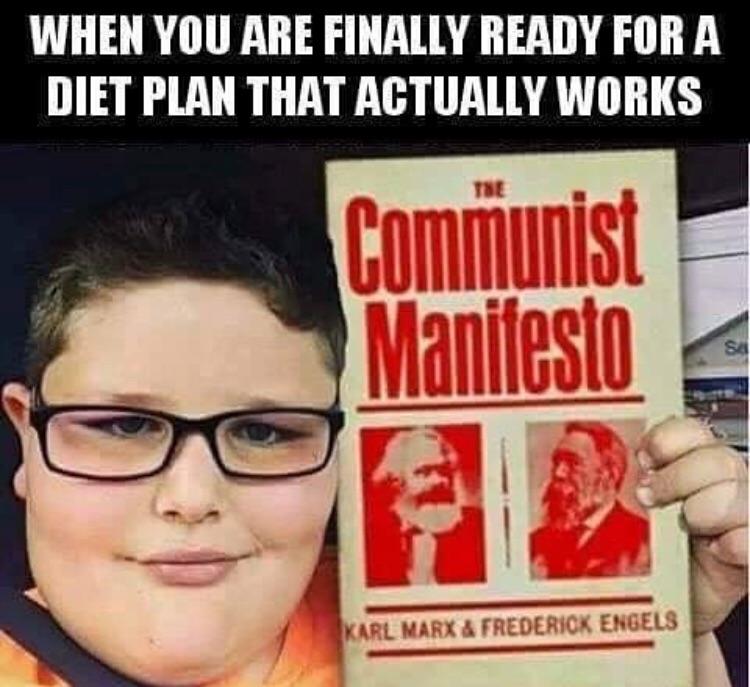 WHEN YOU ARE FINALLY READY FOR A
DIET PLAN THAT ACTUALLY WORKS
THE
Communist
Manifesto
KARL MARX & FREDERICK ENGELS